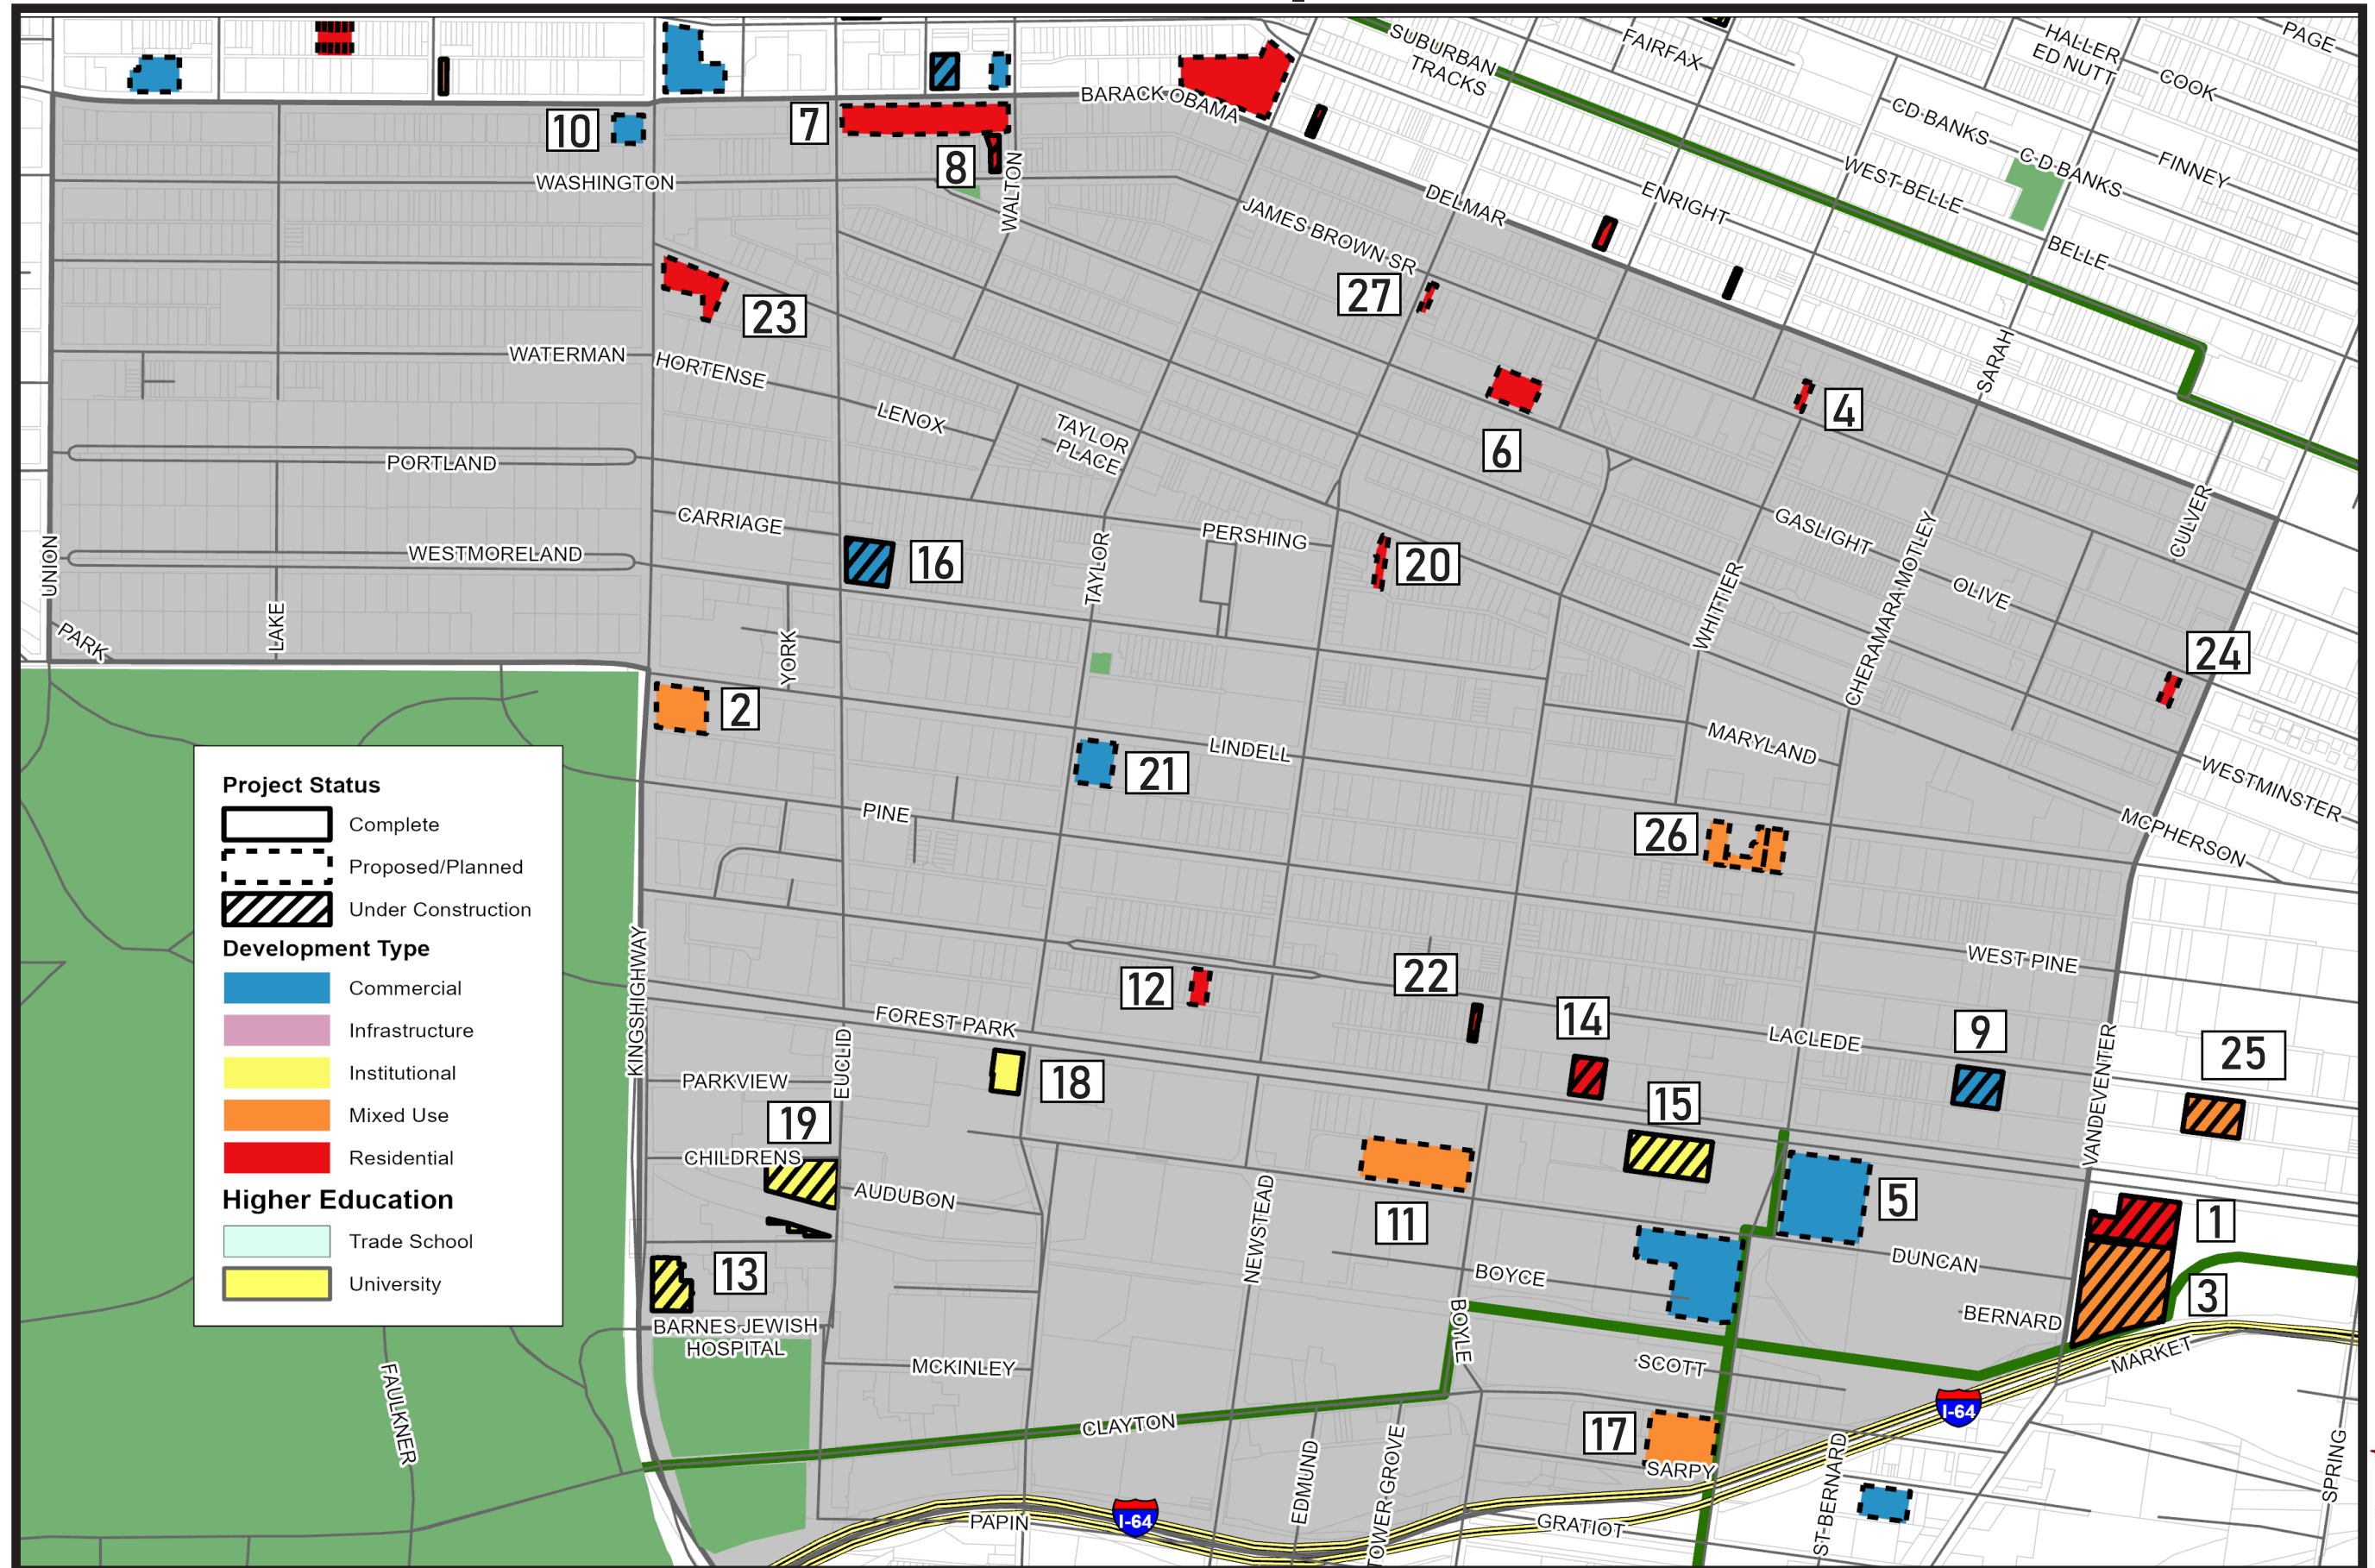 SUBURBAN
TRACKS
FAIRFAX
HALLER
ED NUTT
PAGE
COOK
CD BANKS
C D BANKS
FINNEY
WEST BELLE
BELLE
BARACK OBAMA
ENRIGHT
DELMAR
10
7
8
WALTON
WASHINGTON
JAMES BROWN SR
27
23
SARAH
WATERMAN
HORTENSE
LENOX
TAYLOR
PLACE
6
4
PORTLAND
CARRIAGE
PERSHING
GASLIGHT
CULVER
UNION
WESTMORELAND
16
TAYLOR
20
OLIVE
WHITTIER
CHERAMARA MOTLEY
PARK
LAKE
YORK
24
2
LINDELL
MARYLAND
21
WESTMINSTER
PINE
26
MCPHERSON
Project Status
Complete
Proposed/Planned
Under Construction
Development Type
Commercial
Infrastructure
Institutional
Mixed Use
Residential
Higher Education
Trade School
University
KINGSHIGHWAY
12
22
14
WEST PINE
FOREST PARK
LACLEDE
9
25
EUCLID
PARKVIEW
18
15
VANDEVENTER
19
CHILDRENS
AUDUBON
NEWSTEAD
11
5
1
13
BOYCE
DUNCAN
3
BERNARD
BARNES JEWISH
HOSPITAL
MCKINLEY
BOYLE
SCOTT
MARKET
FAULKNER
CLAYTON
17
SARPY
I-64
EDMUND
TOWER GROVE
ST BERNARD
SPRING
PAPIN
I-64
GRATIOT